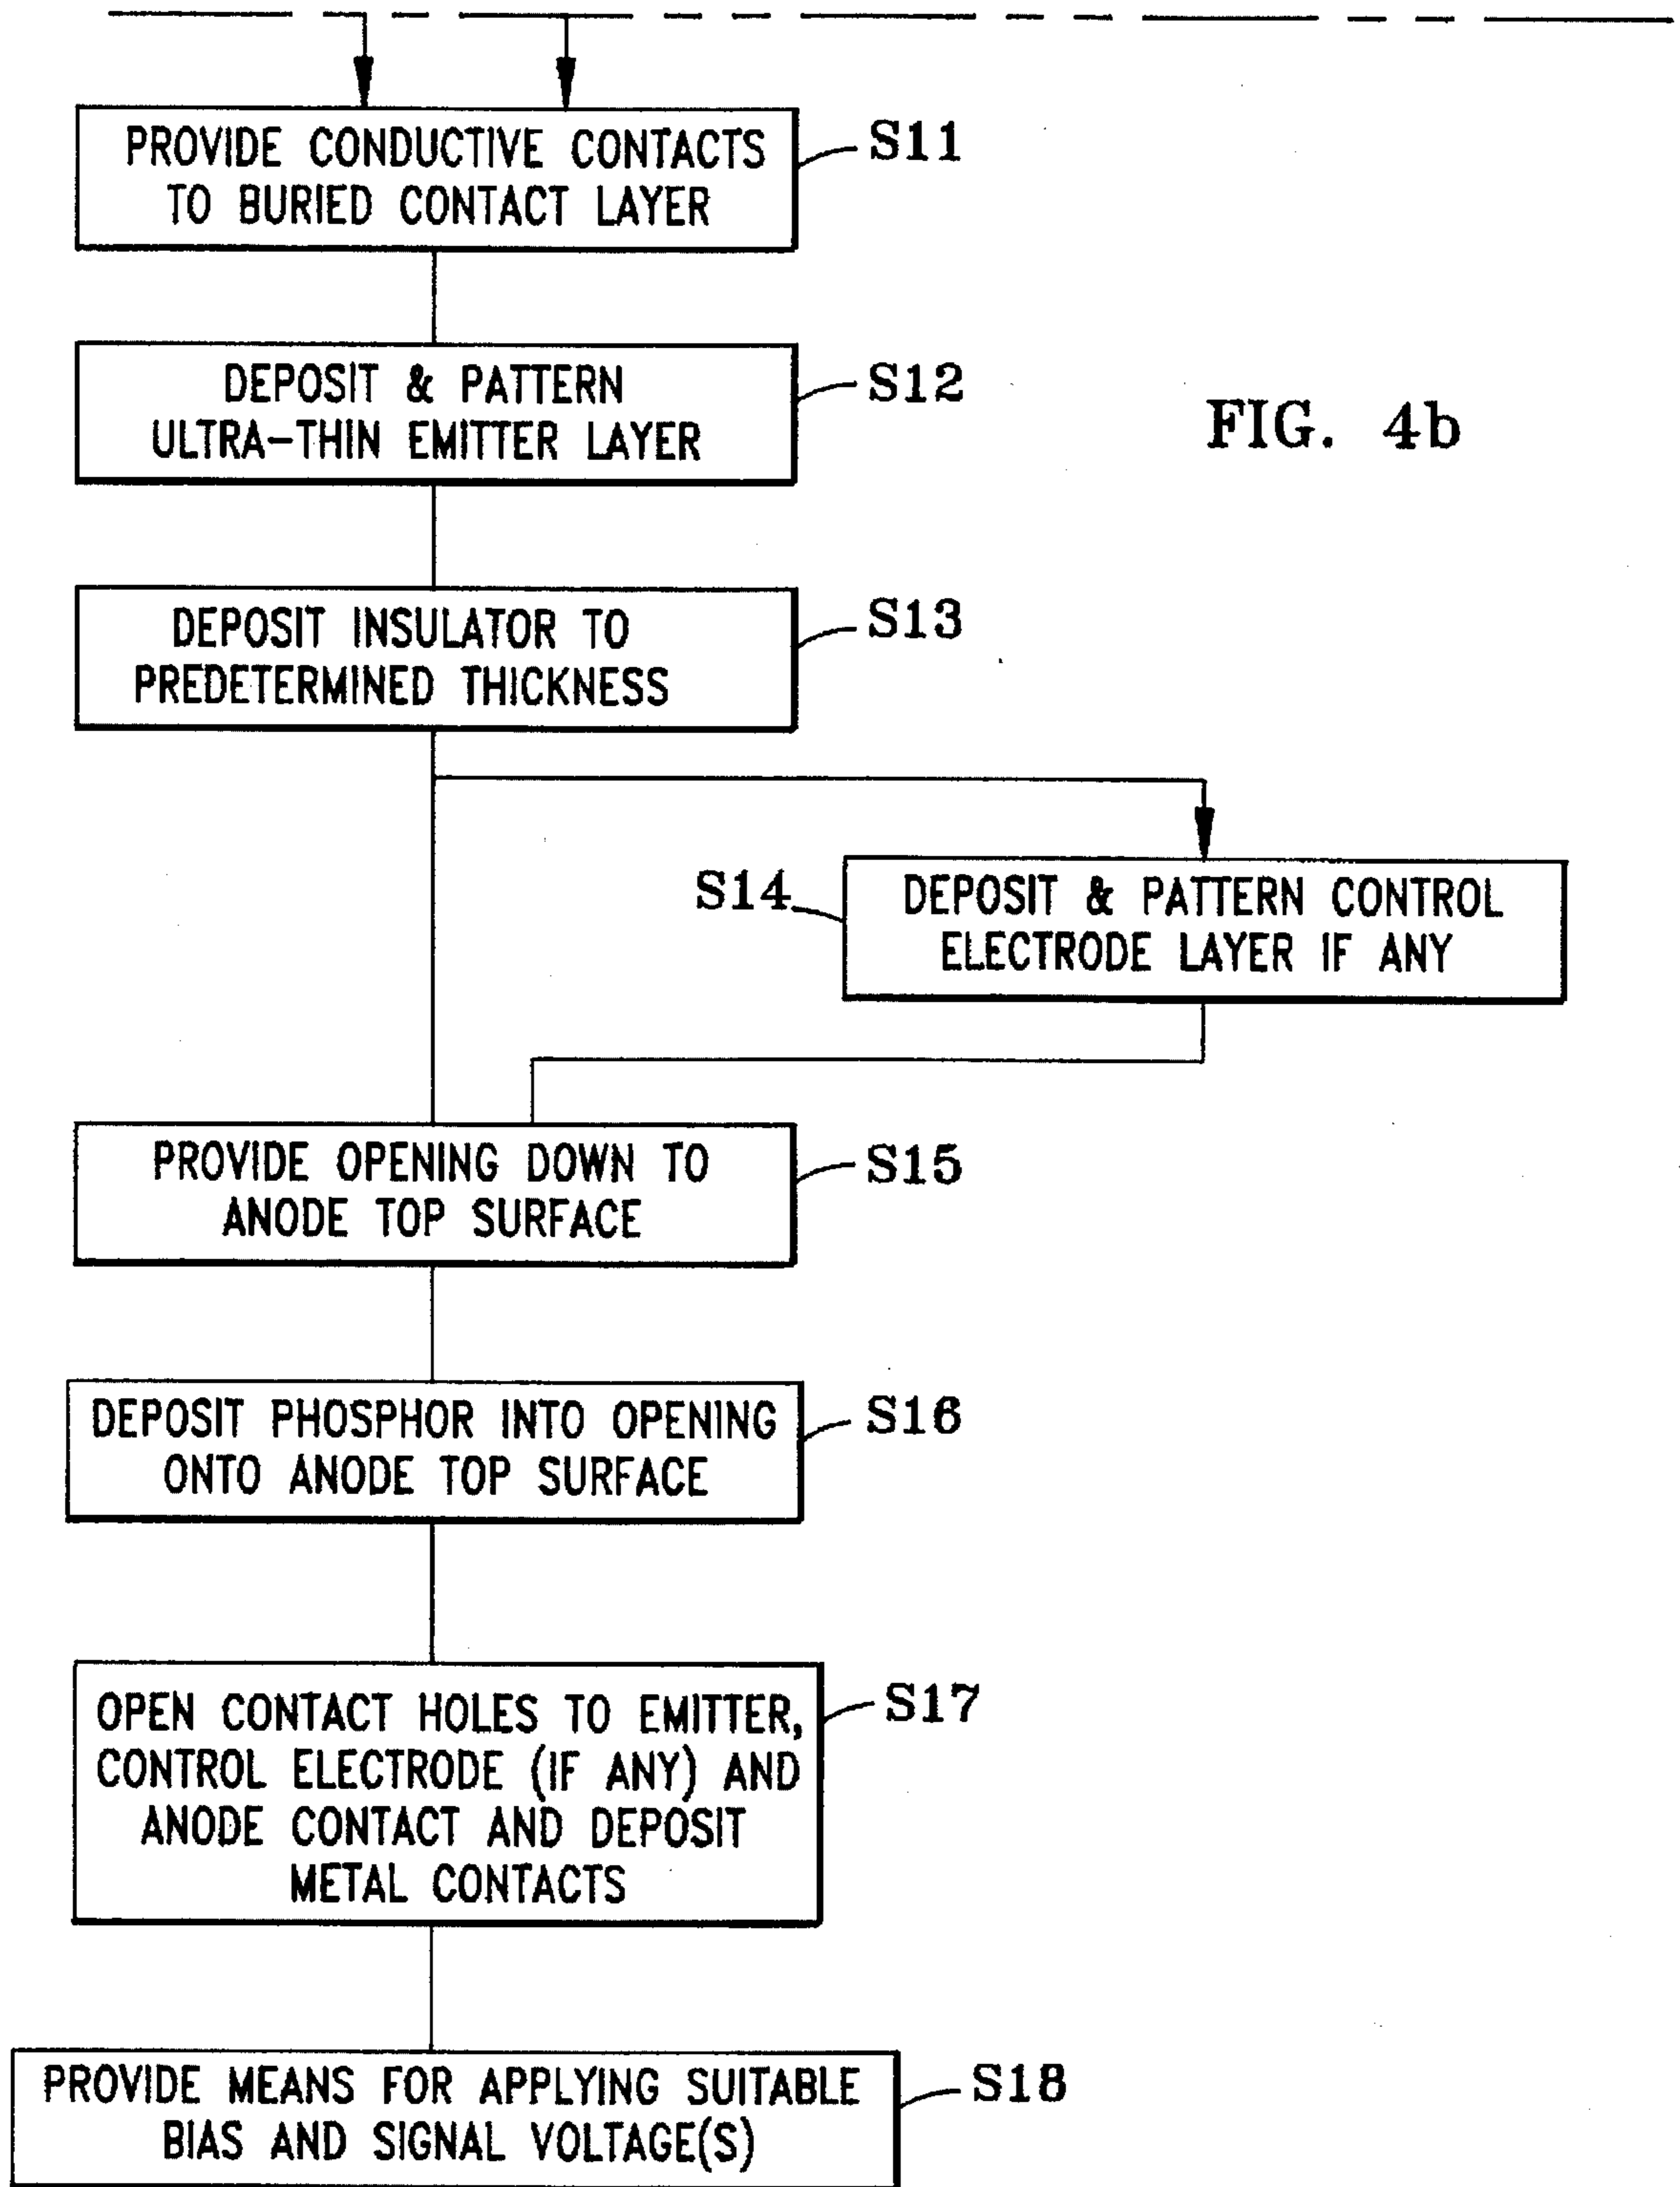 PROVIDE CONDUCTIVE CONTACTS
TO BURIED CONTACT LAYER
S11
DEPOSIT & PATTERN
ULTRA-THIN EMITTER LAYER
S12
FIG. 4b
DEPOSIT INSULATOR TO
PREDETERMINED THICKNESS
S13
S14
DEPOSIT & PATTERN CONTROL
ELECTRODE LAYER IF ANY
PROVIDE OPENING DOWN TO
ANODE TOP SURFACE
S15
DEPOSIT PHOSPHOR INTO OPENING
ONTO ANODE TOP SURFACE
S16
OPEN CONTACT HOLES TO EMITTER,
CONTROL ELECTRODE (IF ANY) AND
ANODE CONTACT AND DEPOSIT
METAL CONTACTS
S17
PROVIDE MEANS FOR APPLYING SUITABLE
BIAS AND SIGNAL VOLTAGE(S)
S18